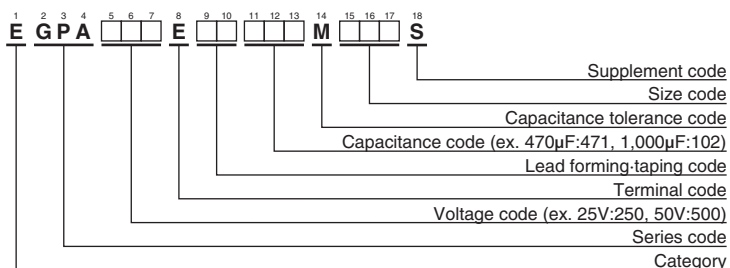 1 2 3 4 5 6 7 8 9 10 11 12 13 14 15 16 17 18
E G P A E M S
Supplement code
Size code
Capacitance tolerance code
Capacitance code (ex. 470µF:471, 1,000µF:102)
Lead forming·taping code
Terminal code
Voltage code (ex. 25V:250, 50V:500)
Series code
Category